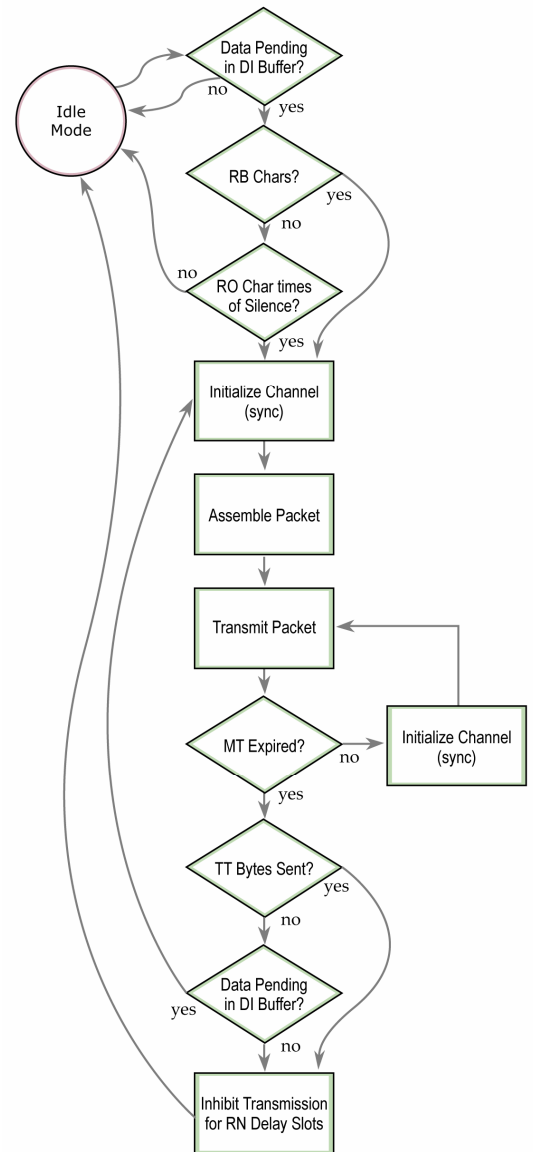 Data Pending
in DI Buffer?
no
yes
Idle
Mode
RB Chars?
yes
no
no
RO Char times
of Silence?
yes
Initialize Channel
(sync)
Assemble Packet
Transmit Packet
MT Expired?
no
Initialize Channel
(sync)
yes
TT Bytes Sent?
yes
no
Data Pending
in DI Buffer?
yes
no
Inhibit Transmission
for RN Delay Slots